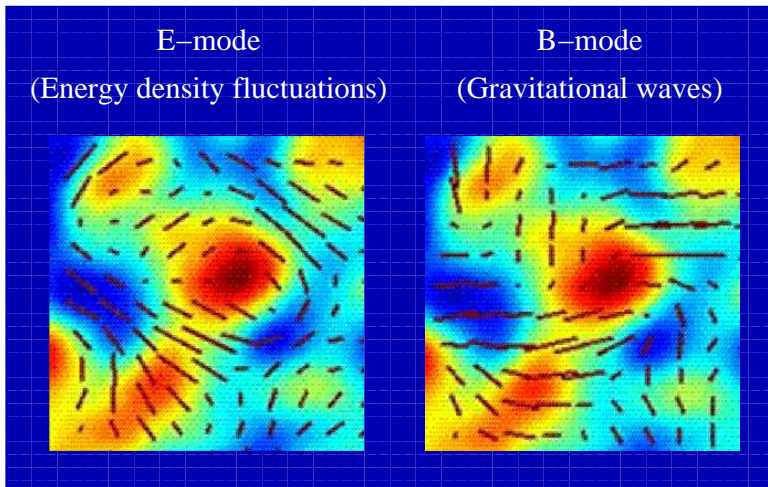 E−mode
(Energy density fluctuations)
B−mode
(Gravitational waves)